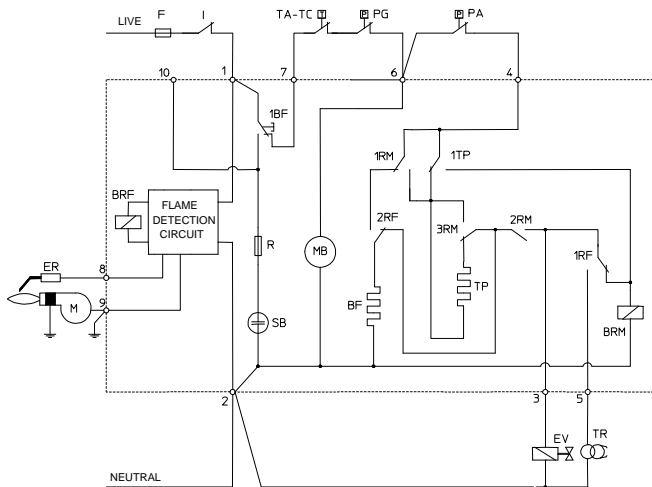 LIVE F I TA-TC T P PG P PA
10 1 7 6 4
1BF
1RM 1TP
BRF FLAME
DETECTION
CIRCUIT
2RF 3RM 2RM
R MB 1RF
ER 8
BF TP
M 9
SB BRM
2 3 5
EV TR
NEUTRAL